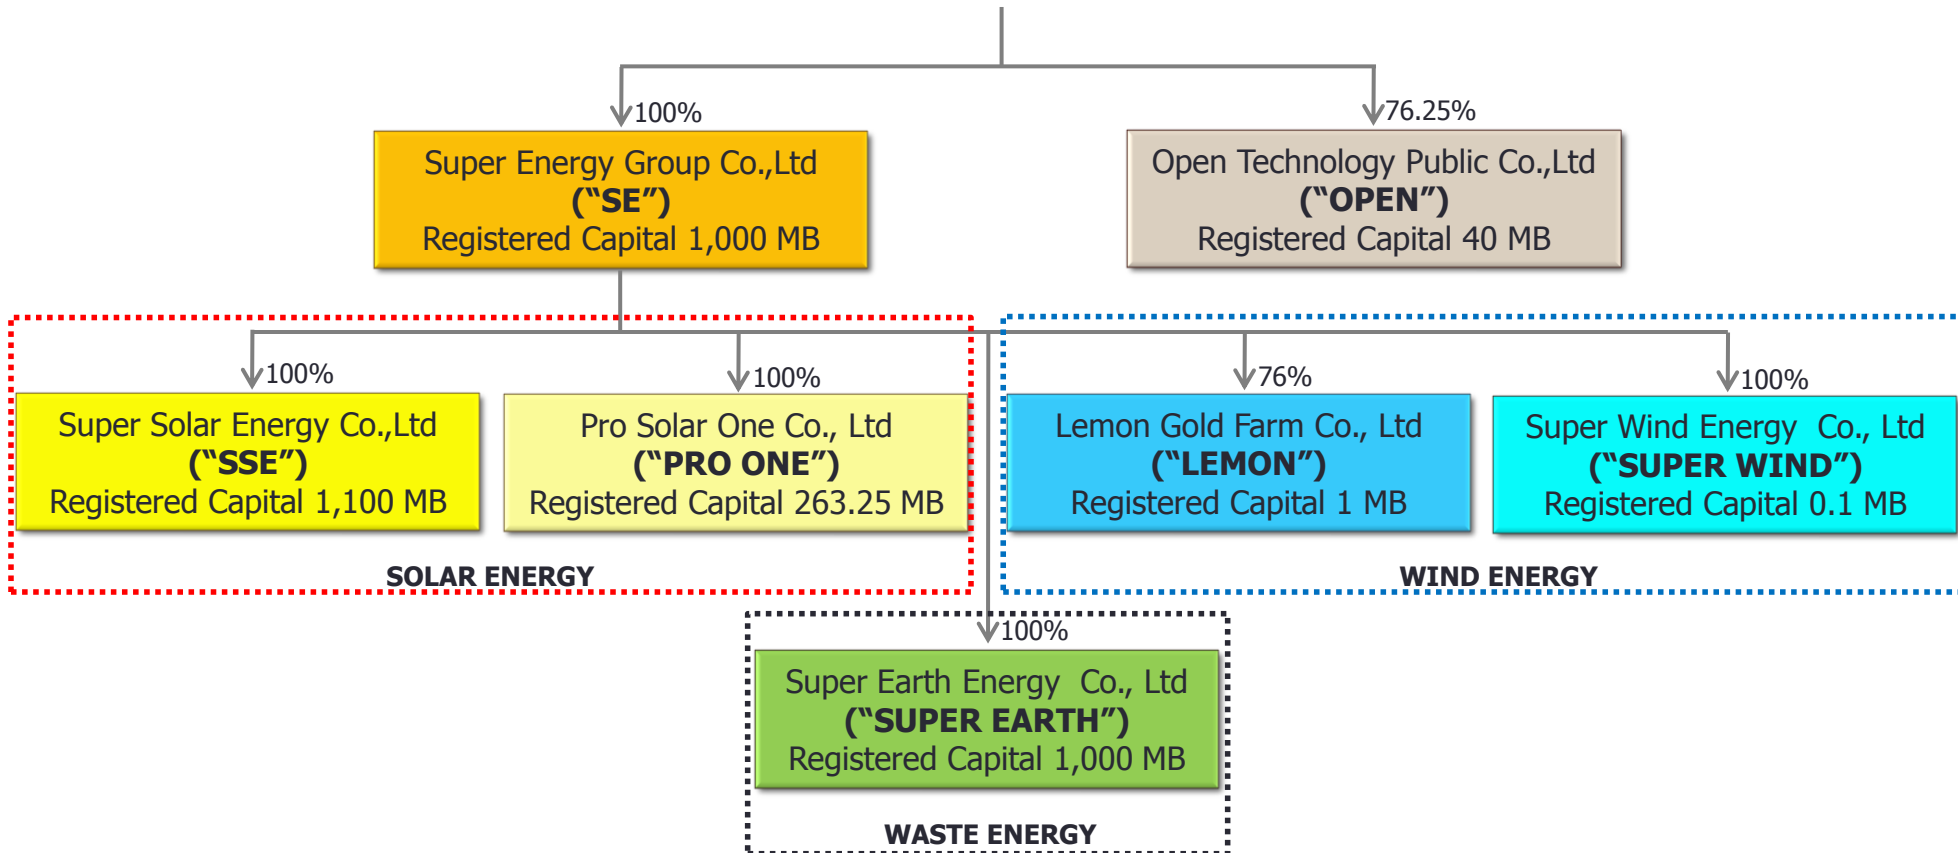 100%
76.25%
Super Energy Group Co.,Ltd
(“SE”)
Registered Capital 1,000 MB
Open Technology Public Co.,Ltd
(“OPEN”)
Registered Capital 40 MB
100%
100%
76%
100%
Super Solar Energy Co.,Ltd
(“SSE”)
Registered Capital 1,100 MB
Pro Solar One Co., Ltd
(“PRO ONE”)
Registered Capital 263.25 MB
Lemon Gold Farm Co., Ltd
(“LEMON”)
Registered Capital 1 MB
Super Wind Energy  Co., Ltd
(“SUPER WIND”)
Registered Capital 0.1 MB
SOLAR ENERGY
WIND ENERGY
100%
Super Earth Energy  Co., Ltd
(“SUPER EARTH”)
Registered Capital 1,000 MB
WASTE ENERGY